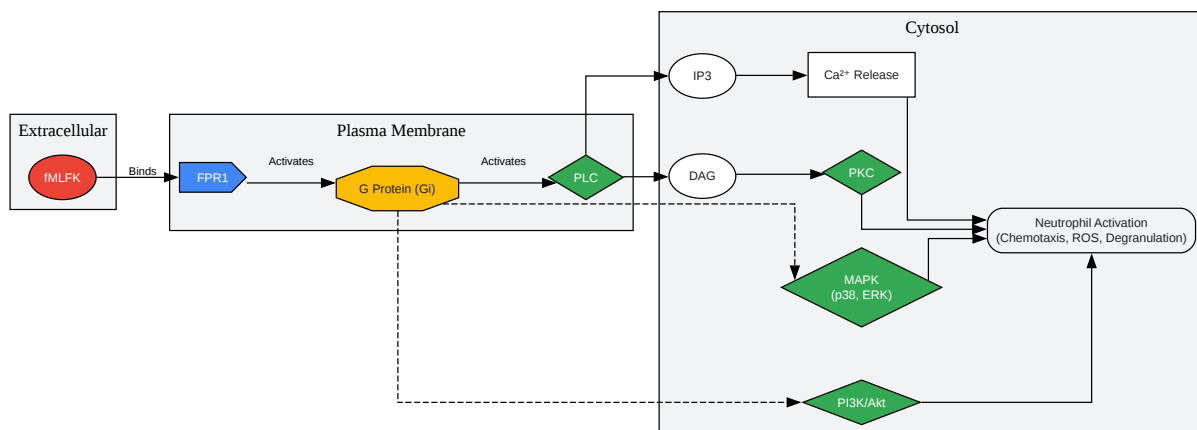 Cytosol
IP3
Ca²⁺ Release
Extracellular
Plasma Membrane
fMLFK
Binds
FPR1
Activates
G Protein (Gi)
Activates
PLC
DAG
PKC
Neutrophil Activation
(Chemotaxis, ROS, Degranulation)
MAPK
(p38, ERK)
PI3K/Akt